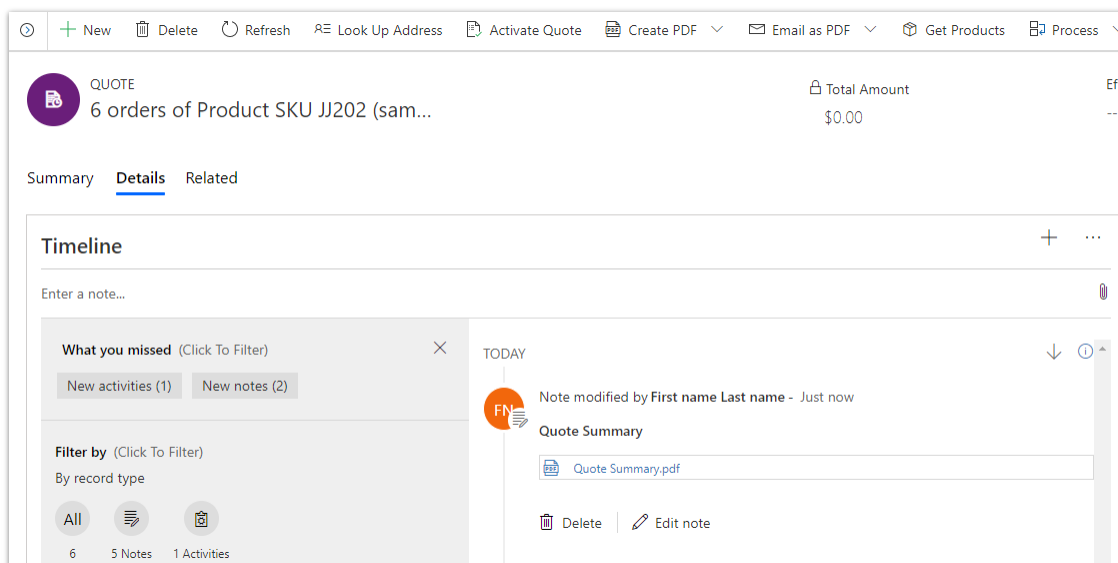 New Delete Refresh Look Up Address Activate Quote Create PDF Email as PDF Get Products Process
QUOTE
6 orders of Product SKU JJ202 (sam...
Total Amount
$0.00
Ef
--
Summary Details Related
Timeline
Enter a note...
What you missed (Click To Filter)
New activities (1) New notes (2)
Filter by (Click To Filter)
By record type
All
6 5 Notes 1 Activities
TODAY
FN
Note modified by First name Last name - Just now
Quote Summary
PDF Quote Summary.pdf
Delete Edit note